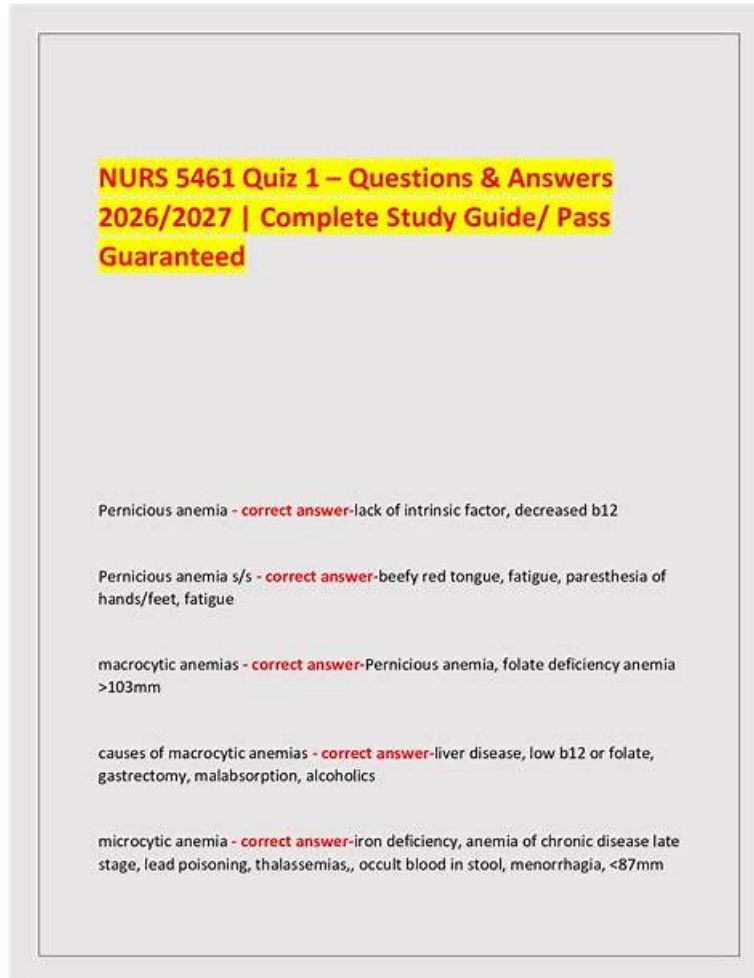 NURS 5461 Quiz 1 – Questions & Answers
2026/2027 | Complete Study Guide/ Pass
Guaranteed
Pernicious anemia - correct answer-lack of intrinsic factor, decreased b12
Pernicious anemia s/s - correct answer-beefy red tongue, fatigue, paresthesia of
hands/feet, fatigue
macrocytic anemias - correct answer-Pernicious anemia, folate deficiency anemia
>103mm
causes of macrocytic anemias - correct answer-liver disease, low b12 or folate,
gastrectomy, malabsorption, alcoholics
microcytic anemia - correct answer-iron deficiency, anemia of chronic disease late
stage, lead poisoning, thalassemias,, occult blood in stool, menorrhagia, <87mm